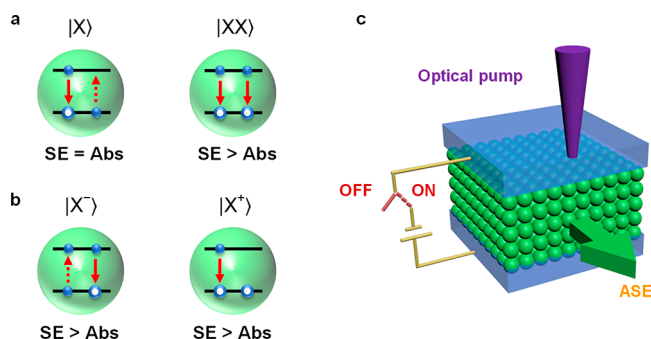 a
|X⟩
|XX⟩
SE = Abs
SE > Abs
b
|X⁻⟩
|X⁺⟩
SE > Abs
SE > Abs
c
Optical pump
OFF
ON
ASE